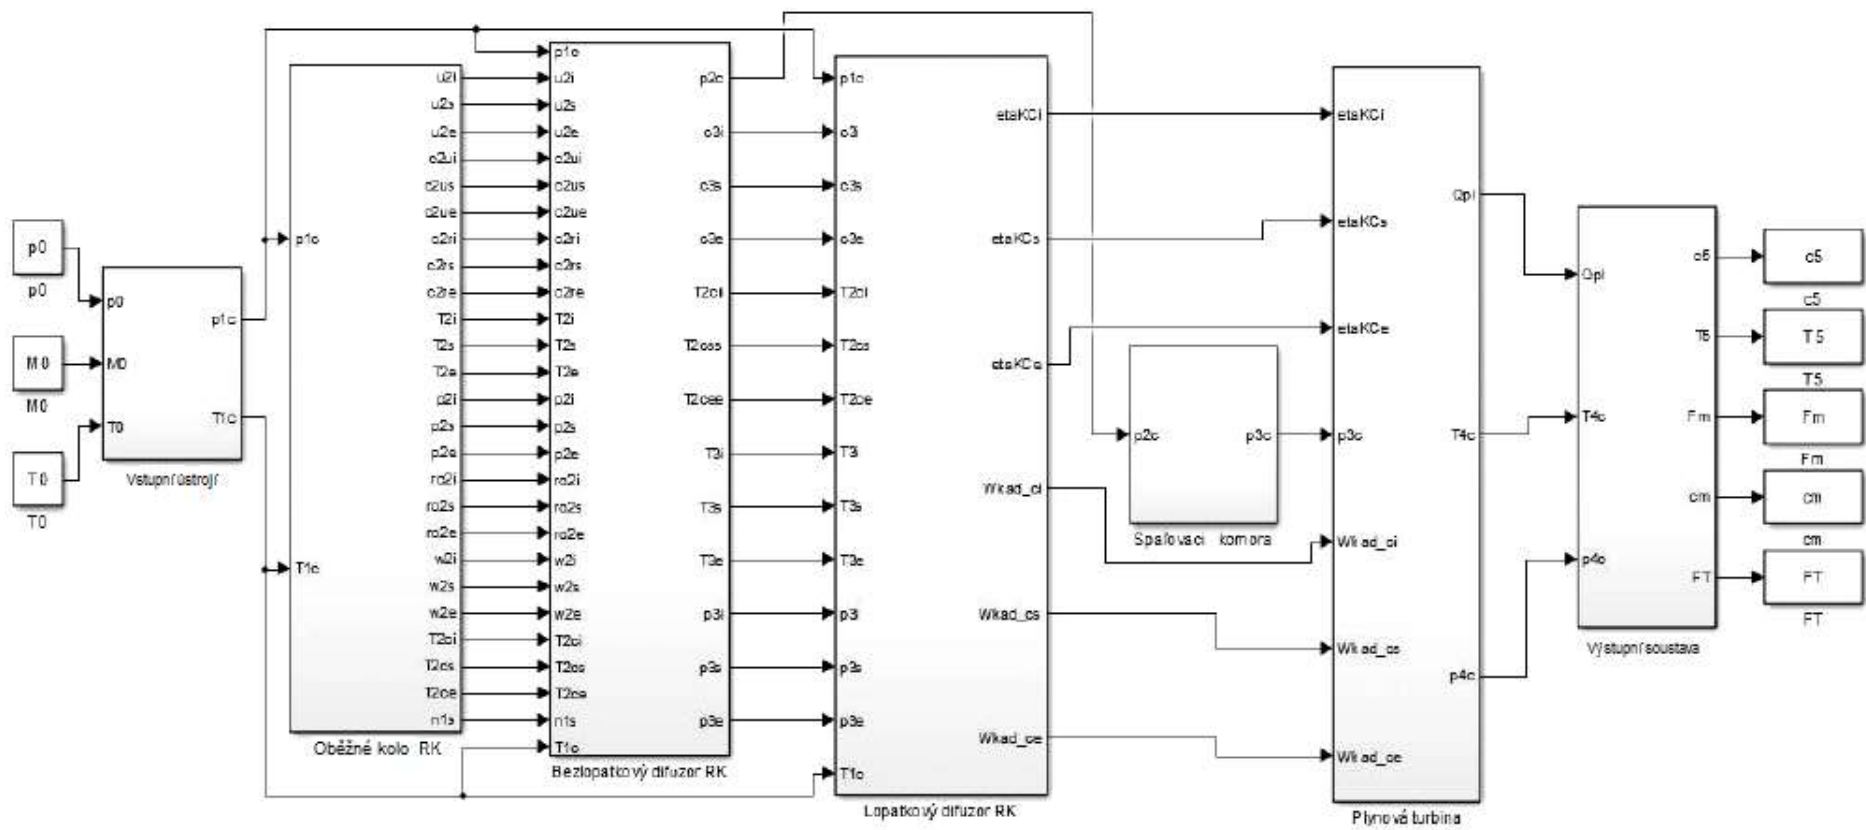 p0
p0
M0
M0
T0
T0
p0
M0
T0
p1c
T1c
Vstupní ústrojí
p1c
T1c
u2i
u2s
u2e
c2ui
c2us
c2ue
c2ri
c2rs
c2re
T2i
T2s
T2e
p2i
p2s
p2e
ro2i
ro2s
ro2e
w2i
w2s
w2e
T2ci
T2cs
T2ce
n1s
Oběžné kolo RK
p1c
u2i
u2s
u2e
c2ui
c2us
c2ue
c2ri
c2rs
c2re
T2i
T2s
T2e
p2i
p2s
p2e
ro2i
ro2s
ro2e
w2i
w2s
w2e
T2ci
T2cs
T2ce
n1s
T1c
p2c
c3i
c3s
c3e
T2cii
T2css
T2cee
T3i
T3s
T3e
p3i
p3s
p3e
Bezlopatkový difuzor RK
p1c
c3i
c3s
c3e
T2ci
T2cs
T2ce
T3i
T3s
T3e
p3i
p3s
p3e
T1c
etaKCi
etaKCs
etaKCe
Wkad_ci
Wkad_cs
Wkad_ce
Lopatkový difuzor RK
p2c
p3c
Spaľovací komora
etaKCi
etaKCs
etaKCe
p3c
Wkad_ci
Wkad_cs
Wkad_ce
Qpl
T4c
p4c
Plynová turbína
Qpl
T4c
p4c
c5
T5
Fm
cm
FT
Výstupní soustava
c5
c5
T5
T5
Fm
Fm
cm
cm
FT
FT